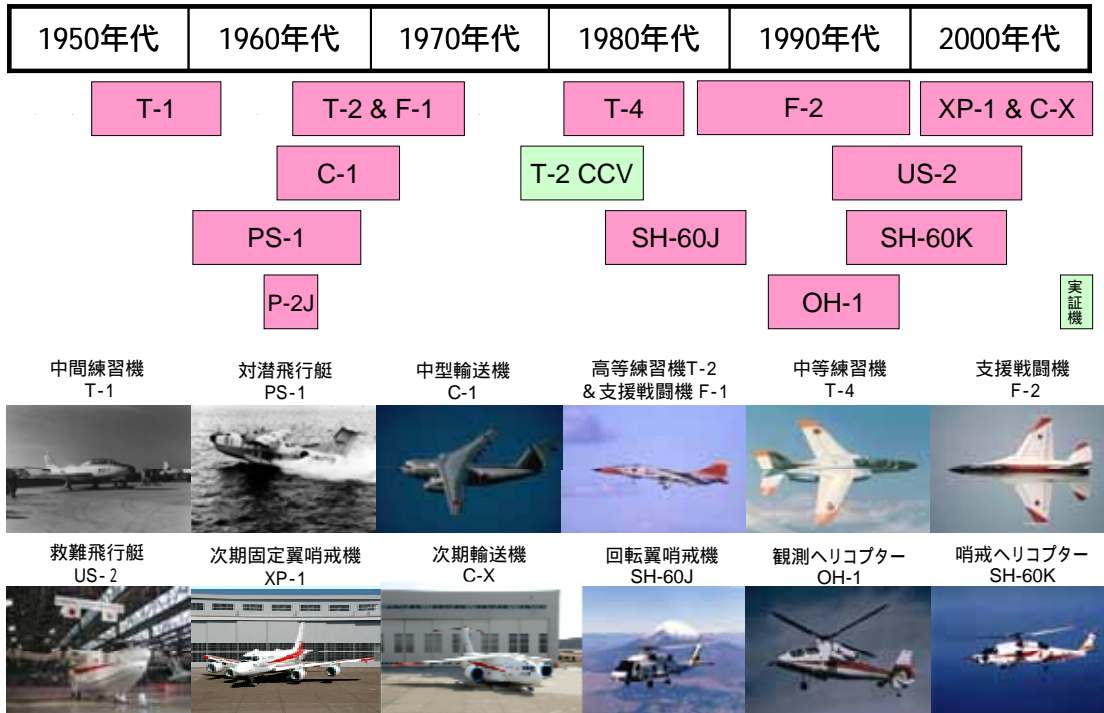 1950年代 1960年代 1970年代 1980年代 1990年代 2000年代
T-1 T-2 & F-1 T-4 F-2 XP-1 & C-X
C-1 T-2 CCV US-2
PS-1 SH-60J SH-60K
P-2J OH-1 実証機
中間練習機 対潜飛行艇 中型輸送機 高等練習機T-2 中等練習機 支援戦闘機
T-1 PS-1 C-1 &支援戦闘機 F-1 T-4 F-2
救難飛行艇 次期固定翼哨戒機 次期輸送機 回転翼哨戒機 観測ヘリコプター 哨戒ヘリコプター
US-2 XP-1 C-X SH-60J OH-1 SH-60K